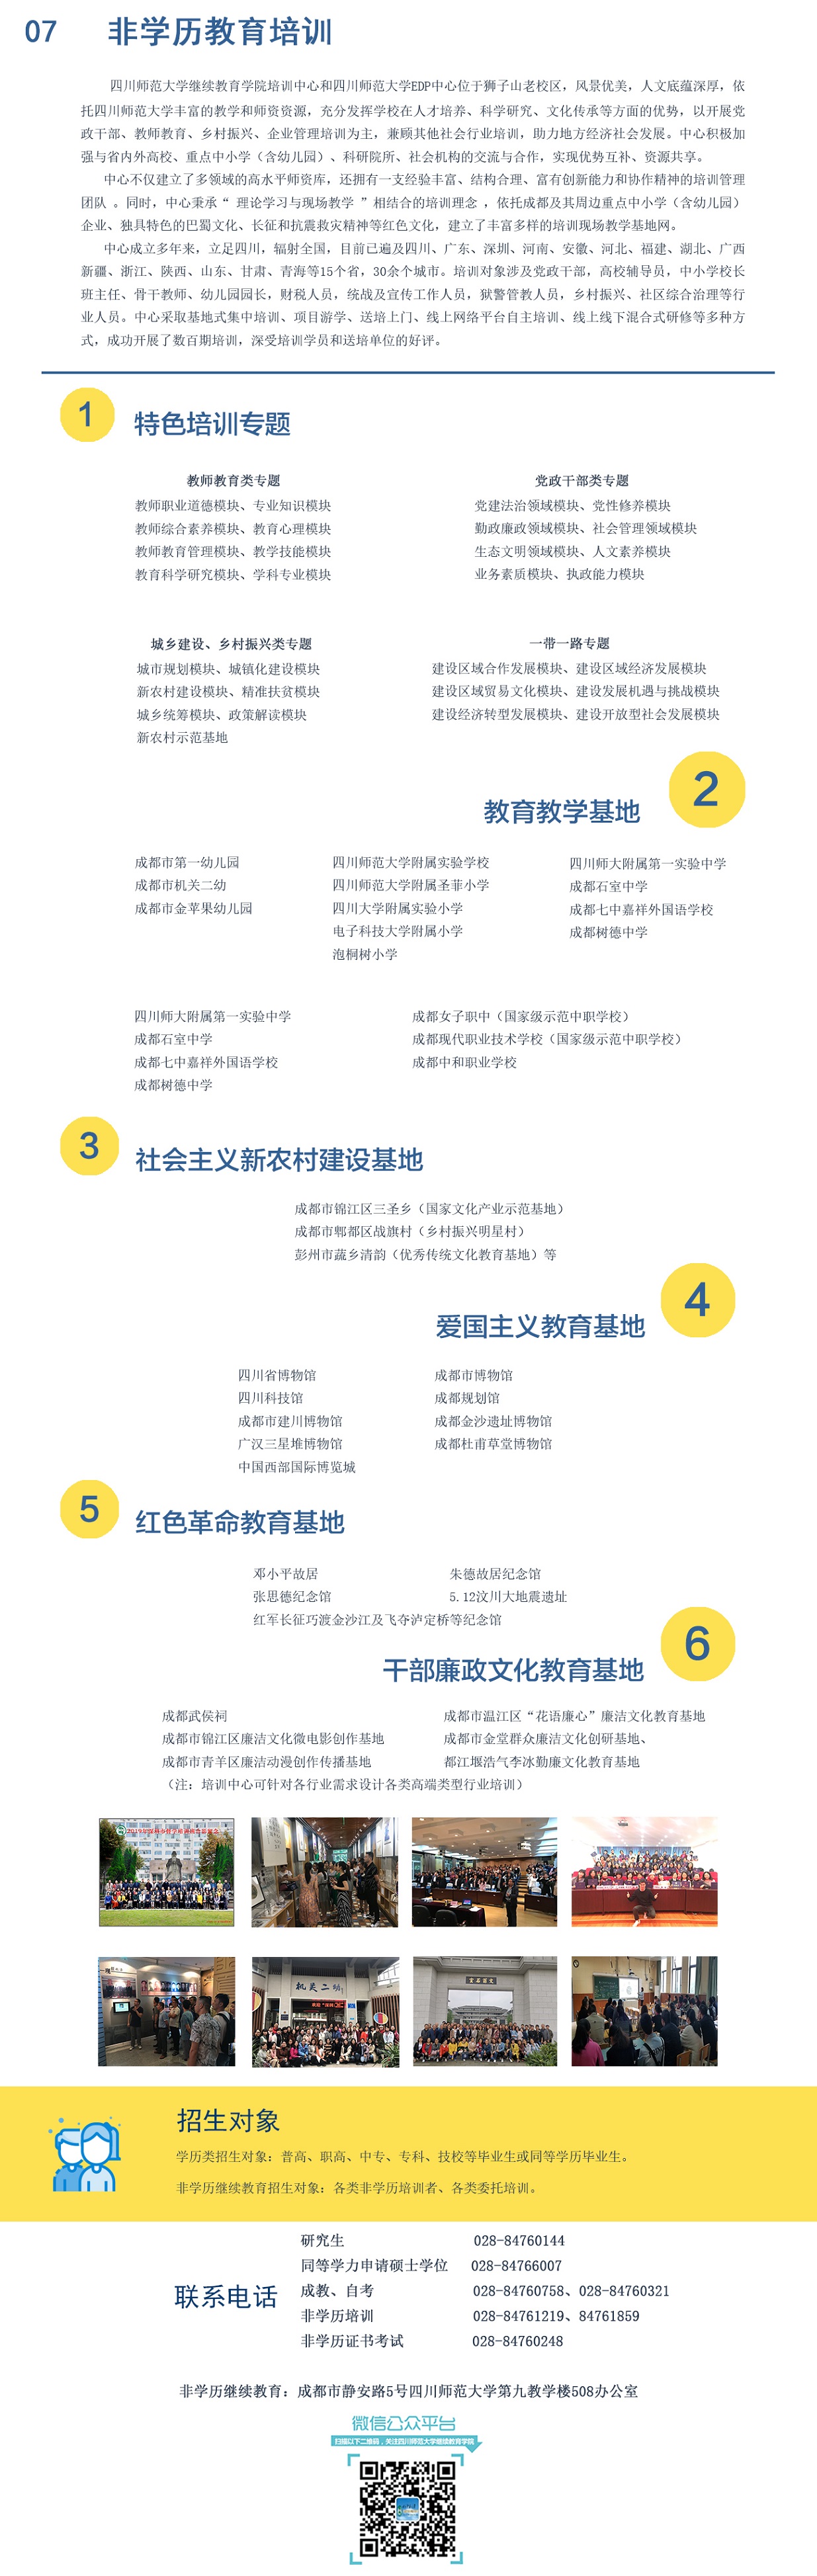 07 非学历教育培训
四川师范大学继续教育学院培训中心和四川师范大学EDP中心位于狮子山老校区，风景优美，人文底蕴深厚，依
托四川师范大学丰富的教学和师资资源，充分发挥学校在人才培养、科学研究、文化传承等方面的优势，以开展党
政干部、教师教育、乡村振兴、企业管理培训为主，兼顾其他社会行业培训，助力地方经济社会发展。中心积极加
强与省内外高校、重点中小学（含幼儿园）、科研院所、社会机构的交流与合作，实现优势互补、资源共享。
中心不仅建立了多领域的高水平师资库，还拥有一支经验丰富、结构合理、富有创新能力和协作精神的培训管理
团队 。同时，中心秉承“ 理论学习与现场教学 ”相结合的培训理念 ，依托成都及其周边重点中小学（含幼儿园）
企业、独具特色的巴蜀文化、长征和抗震救灾精神等红色文化，建立了丰富多样的培训现场教学基地网。
中心成立多年来，立足四川，辐射全国，目前已遍及四川、广东、深圳、河南、安徽、河北、福建、湖北、广西
新疆、浙江、陕西、山东、甘肃、青海等15个省，30余个城市。培训对象涉及党政干部，高校辅导员，中小学校长
班主任、骨干教师、幼儿园园长，财税人员，统战及宣传工作人员，狱警管教人员，乡村振兴、社区综合治理等行
业人员。中心采取基地式集中培训、项目游学、送培上门、线上网络平台自主培训、线上线下混合式研修等多种方
式，成功开展了数百期培训，深受培训学员和送培单位的好评。
1 特色培训专题
教师教育类专题
教师职业道德模块、专业知识模块
教师综合素养模块、教育心理模块
教师教育管理模块、教学技能模块
教育科学研究模块、学科专业模块
党政干部类专题
党建法治领域模块、党性修养模块
勤政廉政领域模块、社会管理领域模块
生态文明领域模块、人文素养模块
业务素质模块、执政能力模块
城乡建设、乡村振兴类专题
城市规划模块、城镇化建设模块
新农村建设模块、精准扶贫模块
城乡统筹模块、政策解读模块
新农村示范基地
一带一路专题
建设区域合作发展模块、建设区域经济发展模块
建设区域贸易文化模块、建设发展机遇与挑战模块
建设经济转型发展模块、建设开放型社会发展模块
教育教学基地 2
成都市第一幼儿园
成都市机关二幼
成都市金苹果幼儿园
四川师范大学附属实验学校
四川师范大学附属圣菲小学
四川大学附属实验小学
电子科技大学附属小学
泡桐树小学
四川师大附属第一实验中学
成都石室中学
成都七中嘉祥外国语学校
成都树德中学
四川师大附属第一实验中学
成都石室中学
成都七中嘉祥外国语学校
成都树德中学
成都女子职中（国家级示范中职学校）
成都现代职业技术学校（国家级示范中职学校）
成都中和职业学校
3 社会主义新农村建设基地
成都市锦江区三圣乡（国家文化产业示范基地）
成都市郫都区战旗村（乡村振兴明星村）
彭州市蔬乡清韵（优秀传统文化教育基地）等
爱国主义教育基地 4
四川省博物馆
四川科技馆
成都市建川博物馆
广汉三星堆博物馆
中国西部国际博览城
成都市博物馆
成都规划馆
成都金沙遗址博物馆
成都杜甫草堂博物馆
5 红色革命教育基地
邓小平故居 朱德故居纪念馆
张思德纪念馆 5.12汶川大地震遗址
红军长征巧渡金沙江及飞夺泸定桥等纪念馆
干部廉政文化教育基地 6
成都武侯祠
成都市锦江区廉洁文化微电影创作基地
成都市青羊区廉洁动漫创作传播基地
成都市温江区“花语廉心”廉洁文化教育基地
成都市金堂群众廉洁文化创研基地、
都江堰浩气李冰勤廉文化教育基地
（注：培训中心可针对各行业需求设计各类高端类型行业培训）
机关二幼
招生对象
学历类招生对象：普高、职高、中专、专科、技校等毕业生或同等学历毕业生。
非学历继续教育招生对象：各类非学历培训者、各类委托培训。
联系电话
研究生 028-84760144
同等学力申请硕士学位 028-84766007
成教、自考 028-84760758、028-84760321
非学历培训 028-84761219、84761859
非学历证书考试 028-84760248
非学历继续教育：成都市静安路5号四川师范大学第九教学楼508办公室
微信公众平台
扫描以下二维码，关注四川师范大学继续教育学院